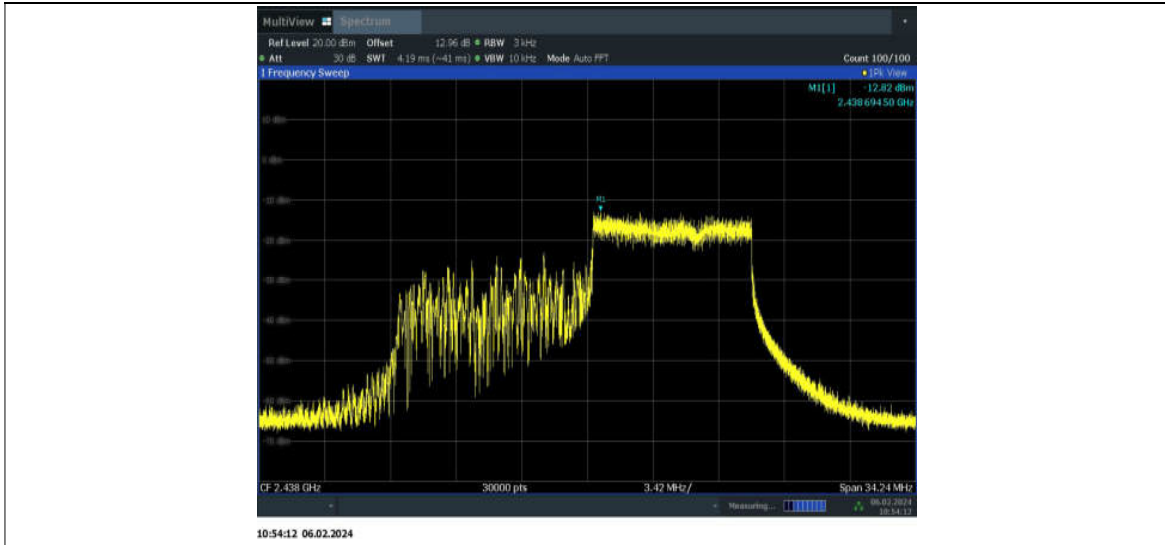 MultiView Spectrum
Ref Level 20.00 dBm Offset 12.96 dB RBW 3 kHz
Att 30 dB SWT 4.19 ms (~41 ms) VBW 10 kHz Mode Auto FFT Count 100/100
1 Frequency Sweep 1Pk View
M1[1] -12.82 dBm
2.43869450 GHz
10 dBm
0 dBm
M1
-10 dBm
-20 dBm
-30 dBm
-40 dBm
-50 dBm
-60 dBm
-70 dBm
CF 2.438 GHz 30000 pts 3.42 MHz/ Span 34.24 MHz
Measuring... 06.02.2024
10:54:12
10:54:12 06.02.2024